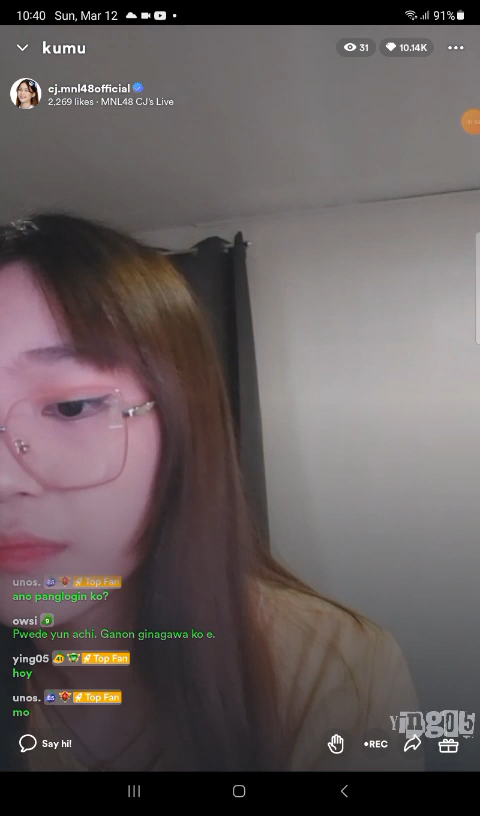 10:40 Sun, Mar 12 91%
kumu 31 10.14K
cj.mnl48official
2,269 likes · MNL48 CJ's Live
unos. Top Fan
ano panglogin ko?
owsi 9
Pwede yun achi. Ganon ginagawa ko e.
ying05 41 Top Fan
hoy
unos. Top Fan
mo
Ying05
Say hi! •REC